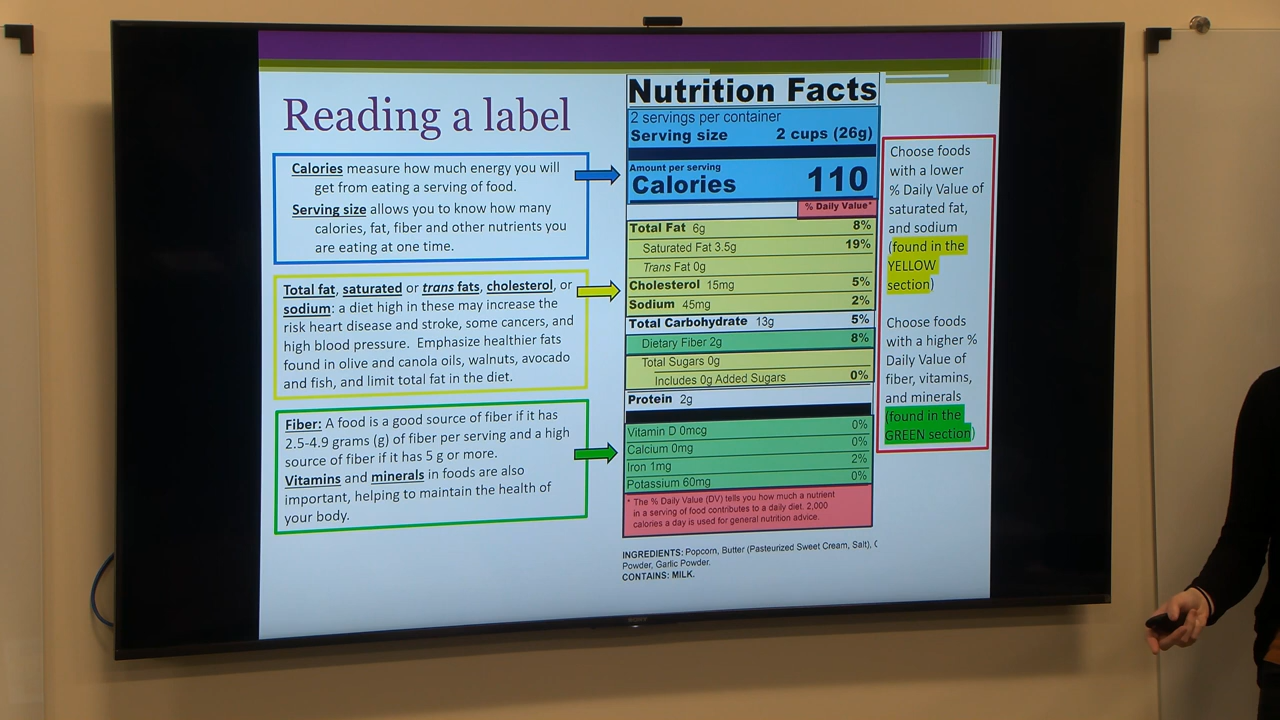 Reading a label
Calories measure how much energy you will
get from eating a serving of food.
Serving size allows you to know how many
calories, fat, fiber and other nutrients you
are eating at one time.
Total fat, saturated or trans fats, cholesterol, or
sodium: a diet high in these may increase the
risk heart disease and stroke, some cancers, and
high blood pressure. Emphasize healthier fats
found in olive and canola oils, walnuts, avocado
and fish, and limit total fat in the diet.
Fiber: A food is a good source of fiber if it has
2.5-4.9 grams (g) of fiber per serving and a high
source of fiber if it has 5 g or more.
Vitamins and minerals in foods are also
important, helping to maintain the health of
your body.
Nutrition Facts
2 servings per container
Serving size 2 cups (26g)
Amount per serving
Calories 110
% Daily Value*
Total Fat 6g 8%
Saturated Fat 3.5g 19%
Trans Fat 0g
Cholesterol 15mg 5%
Sodium 45mg 2%
Total Carbohydrate 13g 5%
Dietary Fiber 2g 8%
Total Sugars 0g
Includes 0g Added Sugars 0%
Protein 2g
Vitamin D 0mcg 0%
Calcium 0mg 0%
Iron 1mg 2%
Potassium 60mg 0%
* The % Daily Value (DV) tells you how much a nutrient
in a serving of food contributes to a daily diet. 2,000
calories a day is used for general nutrition advice.
INGREDIENTS: Popcorn, Butter (Pasteurized Sweet Cream, Salt),
Powder, Garlic Powder.
CONTAINS: MILK.
Choose foods
with a lower
% Daily Value of
saturated fat,
and sodium
(found in the
YELLOW
section)
Choose foods
with a higher %
Daily Value of
fiber, vitamins,
and minerals
(found in the
GREEN section)
SONY